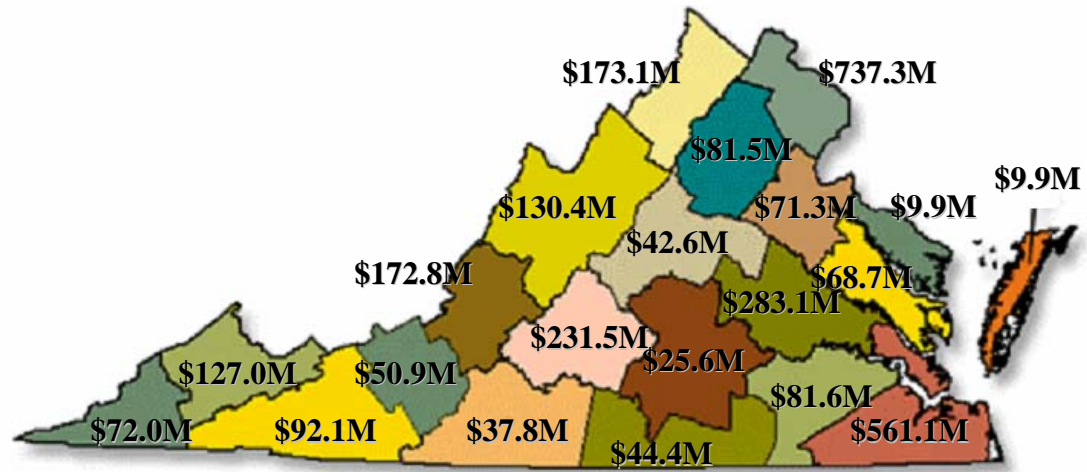 $173.1M
$737.3M
$81.5M
$9.9M
$130.4M
$71.3M
$9.9M
$42.6M
$172.8M
$68.7M
$283.1M
$231.5M
$25.6M
$127.0M
$50.9M
$81.6M
$72.0M
$92.1M
$37.8M
$561.1M
$44.4M